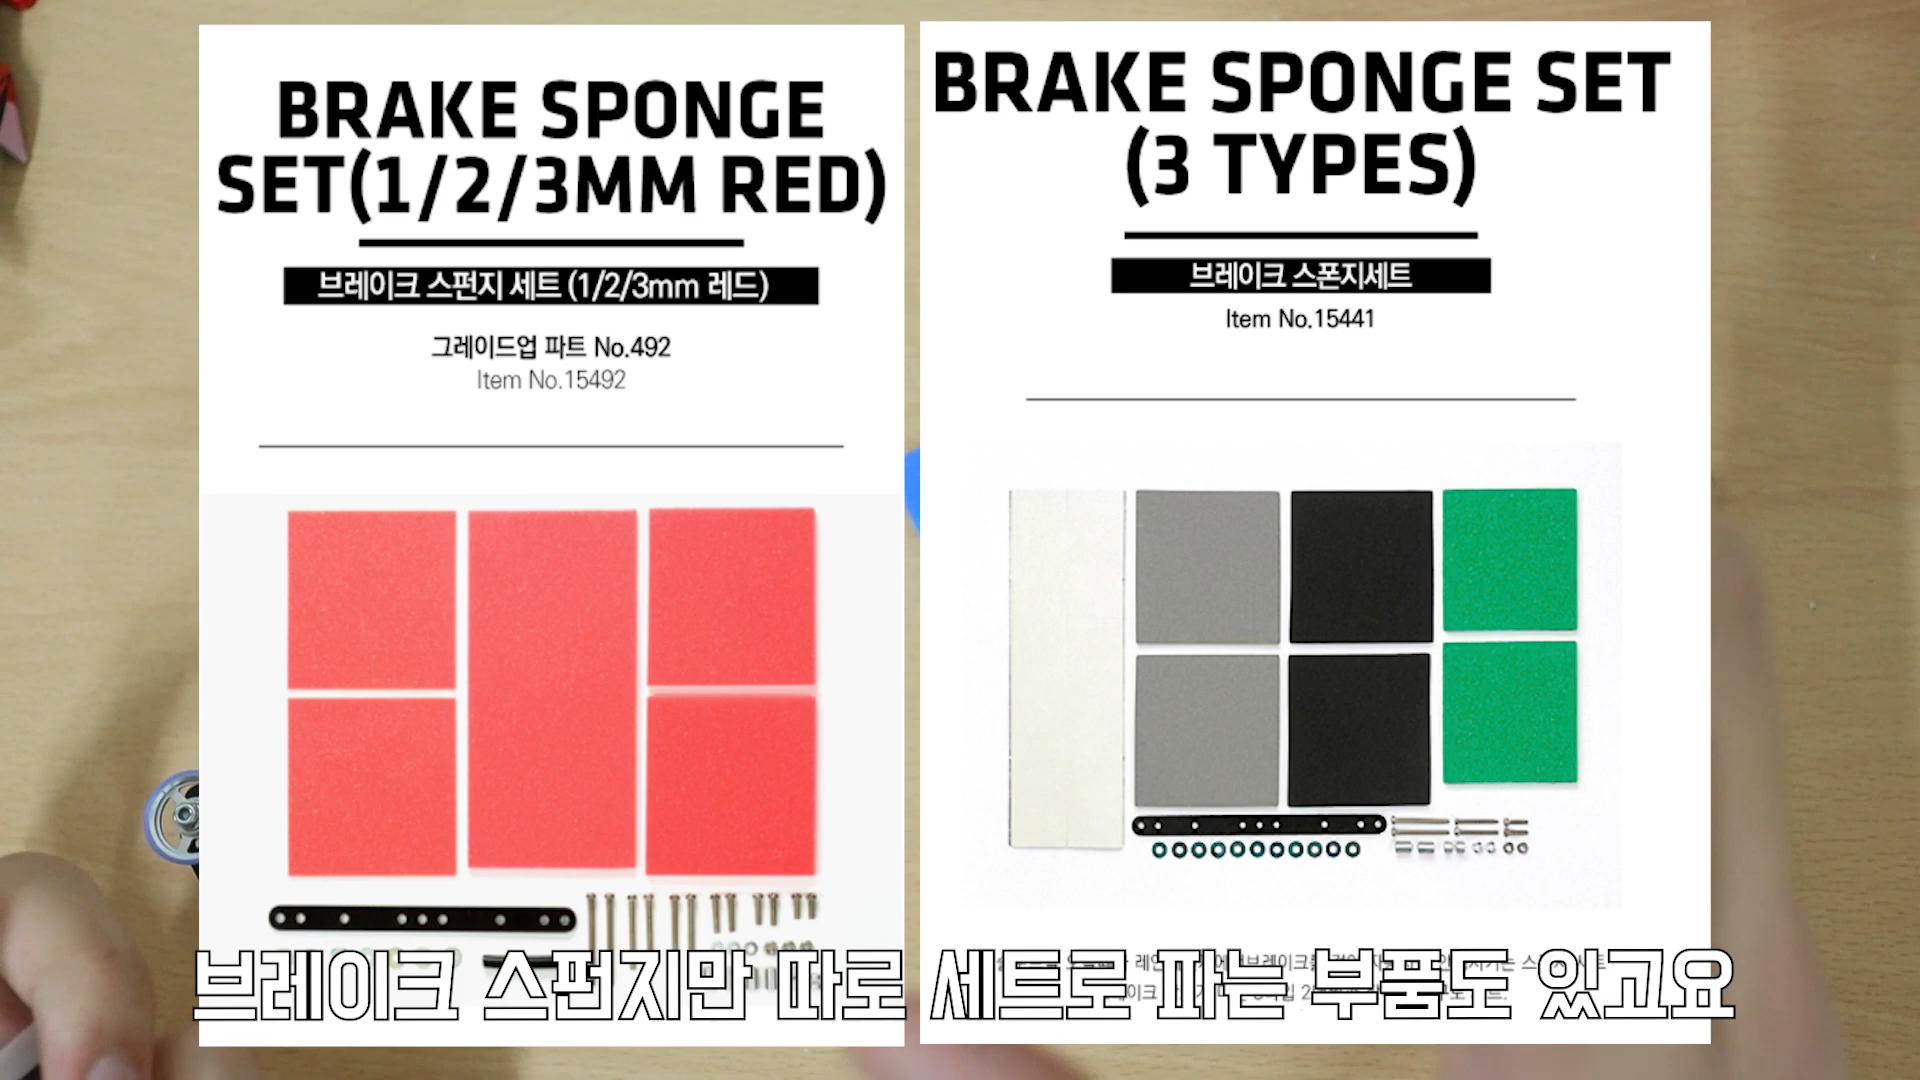 BRAKE SPONGE
SET(1/2/3MM RED)
브레이크 스펀지 세트 (1/2/3mm 레드)
그레이드업 파트 No.492
Item No.15492
BRAKE SPONGE SET
(3 TYPES)
브레이크 스폰지세트
Item No.15441
브레이크 스펀지만 따로 세트로 파는 부품도 있고요